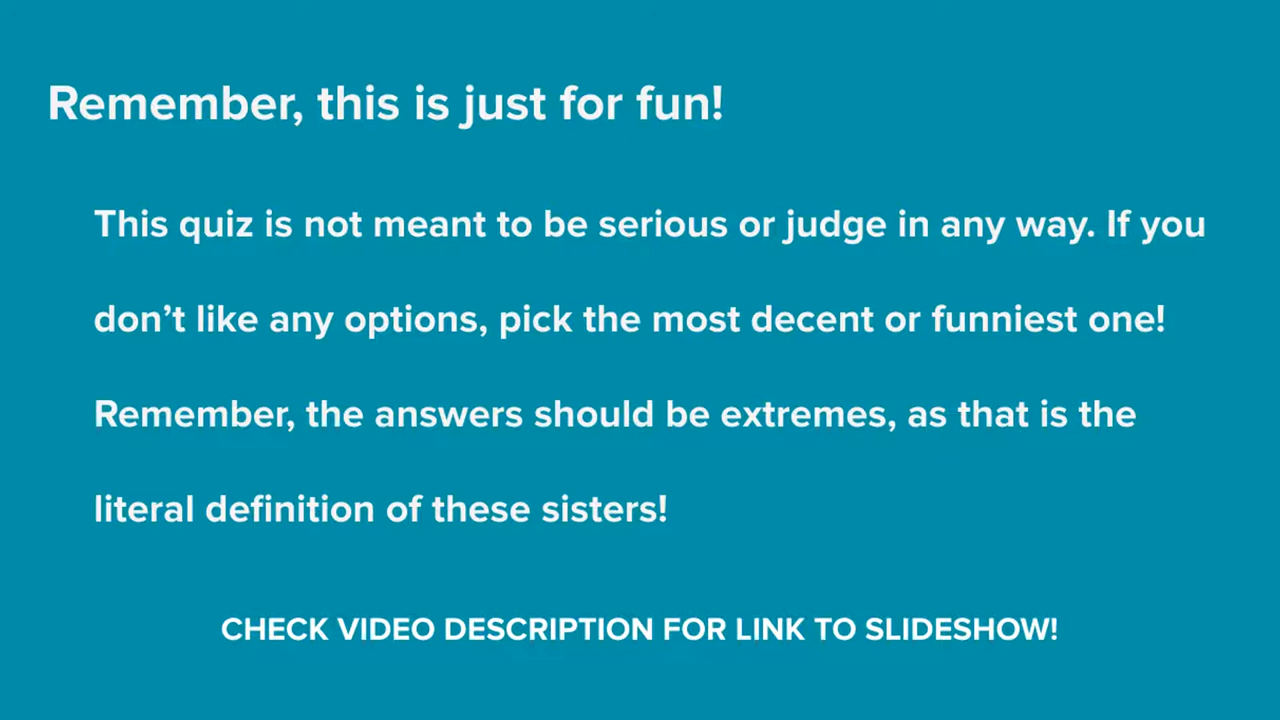 Remember, this is just for fun!
This quiz is not meant to be serious or judge in any way. If you
don’t like any options, pick the most decent or funniest one!
Remember, the answers should be extremes, as that is the
literal definition of these sisters!
CHECK VIDEO DESCRIPTION FOR LINK TO SLIDESHOW!